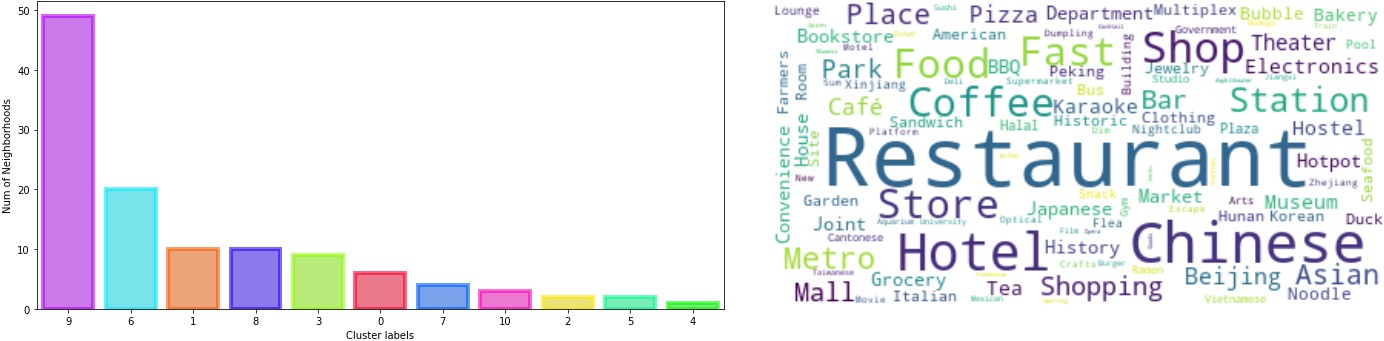 50
40
30
20
10
0
Num of Neighborhoods
9 6 1 8 3 0 7 10 2 5 4
Cluster labels
Lounge Place Sushi Pizza Department Multiplex Bubble Bakery
Bookstore Diner American Dumpling Cocktail Government Train
Motel Fast Shop Theater Pool
Park Food BBQ Peking Building Jewelry Electronics
Farmers Room Sum Xinjiang Deli Supermarket Bus Studio Jiangxi
Café Coffee Karaoke Bar Station
Sandwich Halal Historic Clothing
Convenience House Site Platform Dim Nightclub Plaza Hostel
Restaurant
New Hotpot Seafood
Zhejiang
Garden Store Snack Gym Market Arts Museum
Japanese Escape
Joint Aquarium University Optical Flea Hunan Korean Duck
Cantonese Film Opera
Metro Hotel History Chinese
Taiwanese Crafts Burger Ramen
Grocery Beijing Asian
Mall Tea Shopping Noodle
Movie Italian Mexican Vietnamese